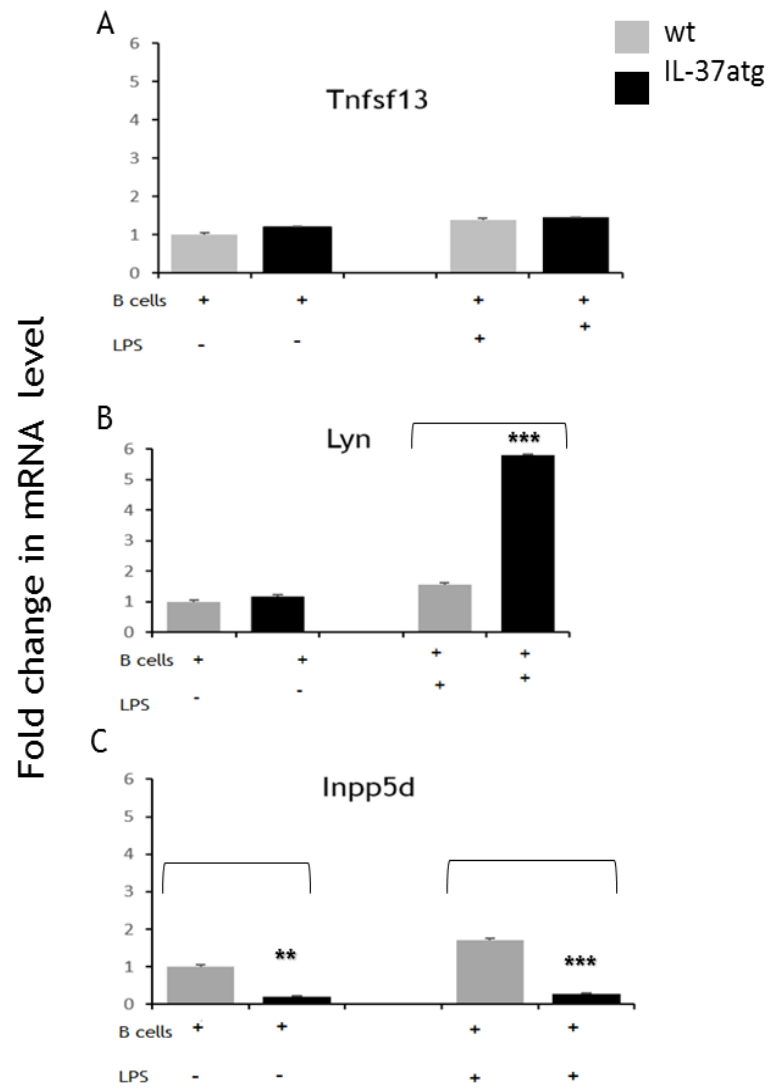 A
wt
IL-37atg
Tnfsf13
6
5
4
3
2
1
0
B cells + + + +
LPS - - + +
Fold change in mRNA level
B
Lyn
***
6
5
4
3
2
1
0
B cells + + + +
LPS - - + +
C
Inpp5d
6
5
4
3
2
1
0
**
***
B cells + + + +
LPS - - + +